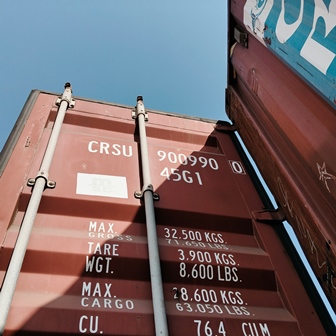 CRSU 900990 0
45G1
MAX. GROSS 32.500 KGS. 71.650 LBS.
TARE WGT. 3.900 KGS. 8.600 LBS.
MAX. CARGO 28.600 KGS. 63.050 LBS.
CU. 76.4 CUM